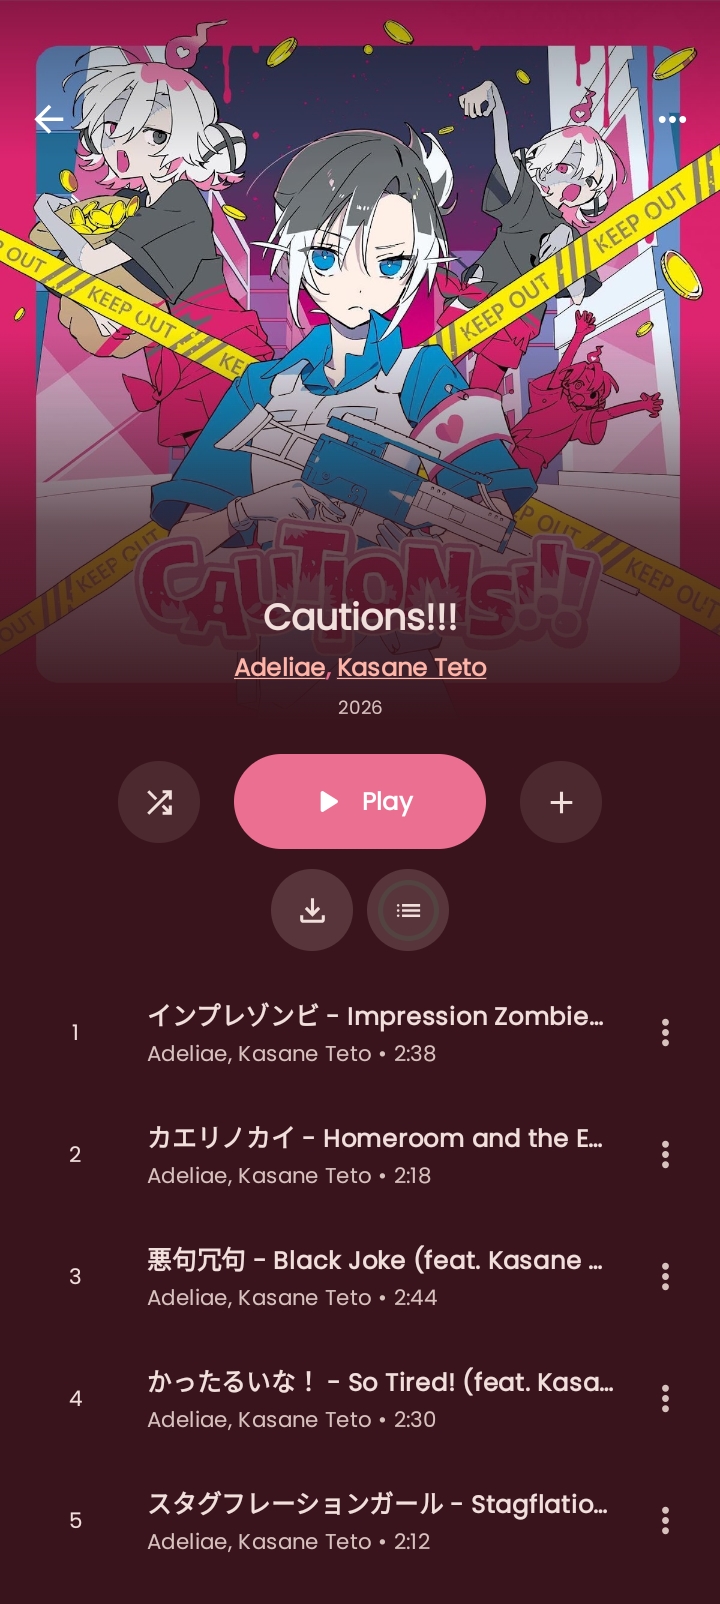 KEEP OUT
KEEP OUT
OUT
KEEP OUT
KEEP OUT
KE
OUT
KEEP OUT
KEEP OUT
OUT
CAUTIONS!!!
Cautions!!!
Adeliae, Kasane Teto
2026
Play
1
インプレゾンビ - Impression Zombie...
Adeliae, Kasane Teto • 2:38
2
カエリノカイ - Homeroom and the E...
Adeliae, Kasane Teto • 2:18
3
悪句冗句 - Black Joke (feat. Kasane ...
Adeliae, Kasane Teto • 2:44
4
かったるいな！ - So Tired! (feat. Kasa...
Adeliae, Kasane Teto • 2:30
5
スタグフレーションガール - Stagflatio...
Adeliae, Kasane Teto • 2:12